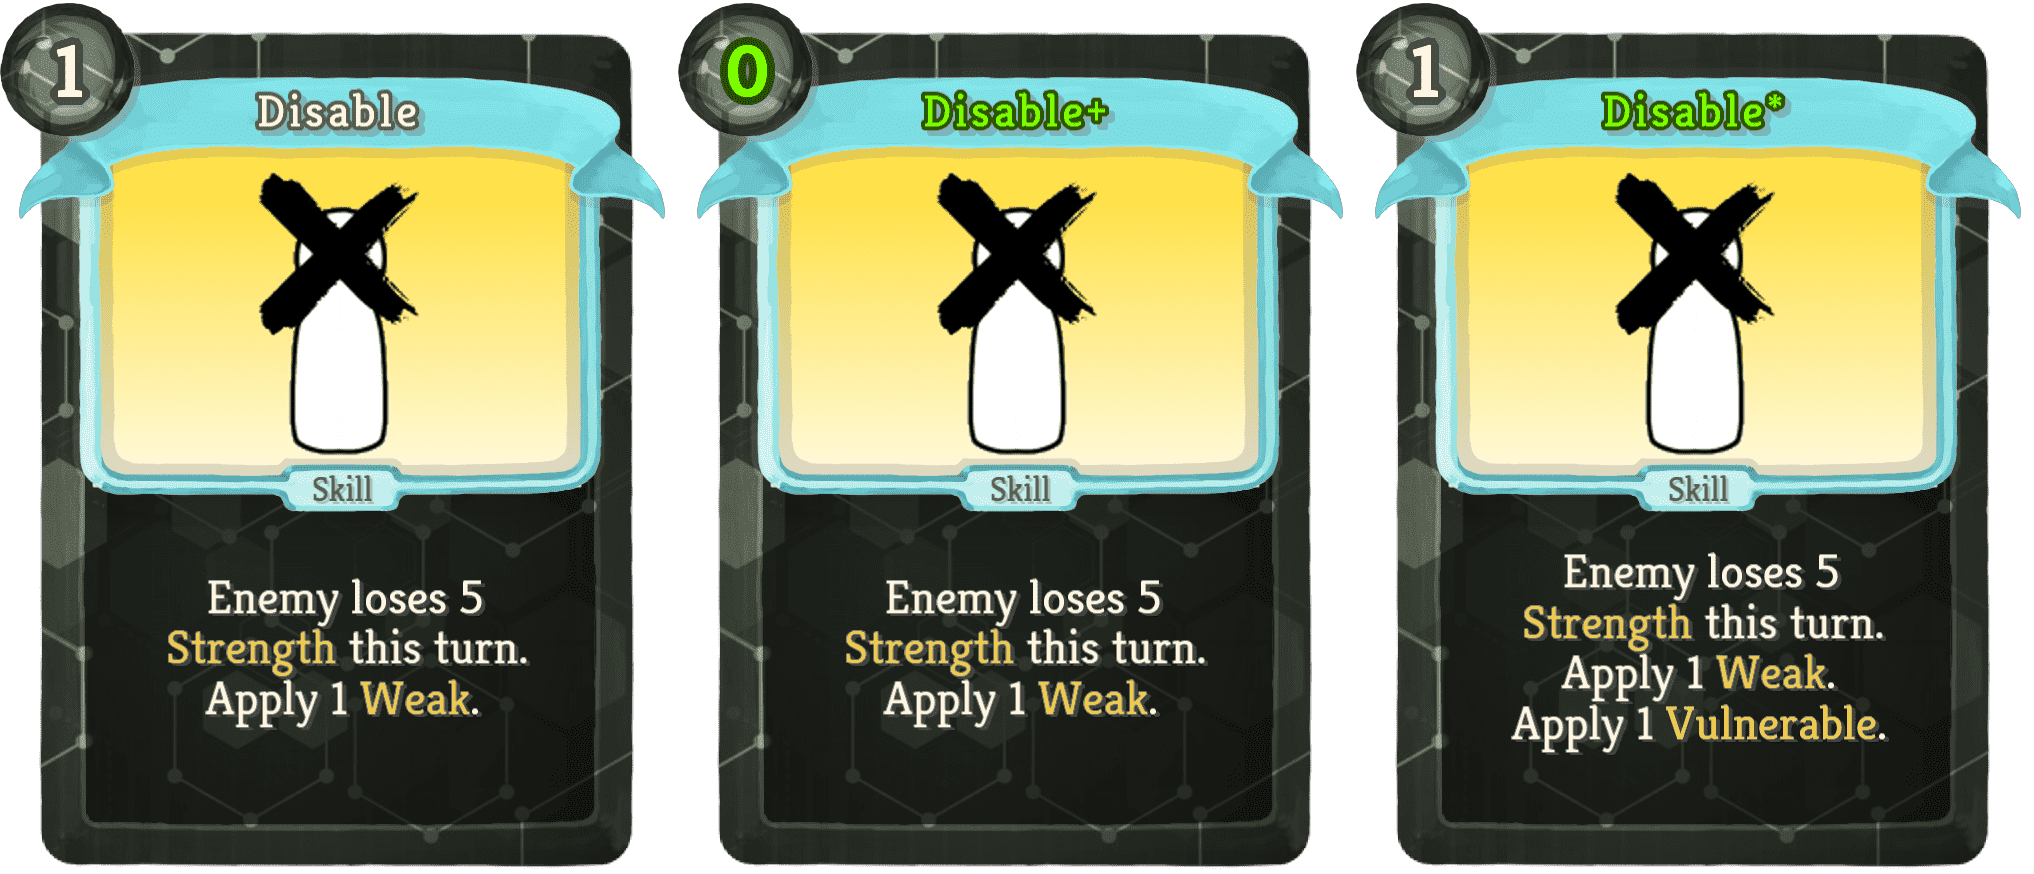 1
Disable
Skill
Enemy loses 5
Strength this turn.
Apply 1 Weak.
0
Disable+
Skill
Enemy loses 5
Strength this turn.
Apply 1 Weak.
1
Disable*
Skill
Enemy loses 5
Strength this turn.
Apply 1 Weak.
Apply 1 Vulnerable.